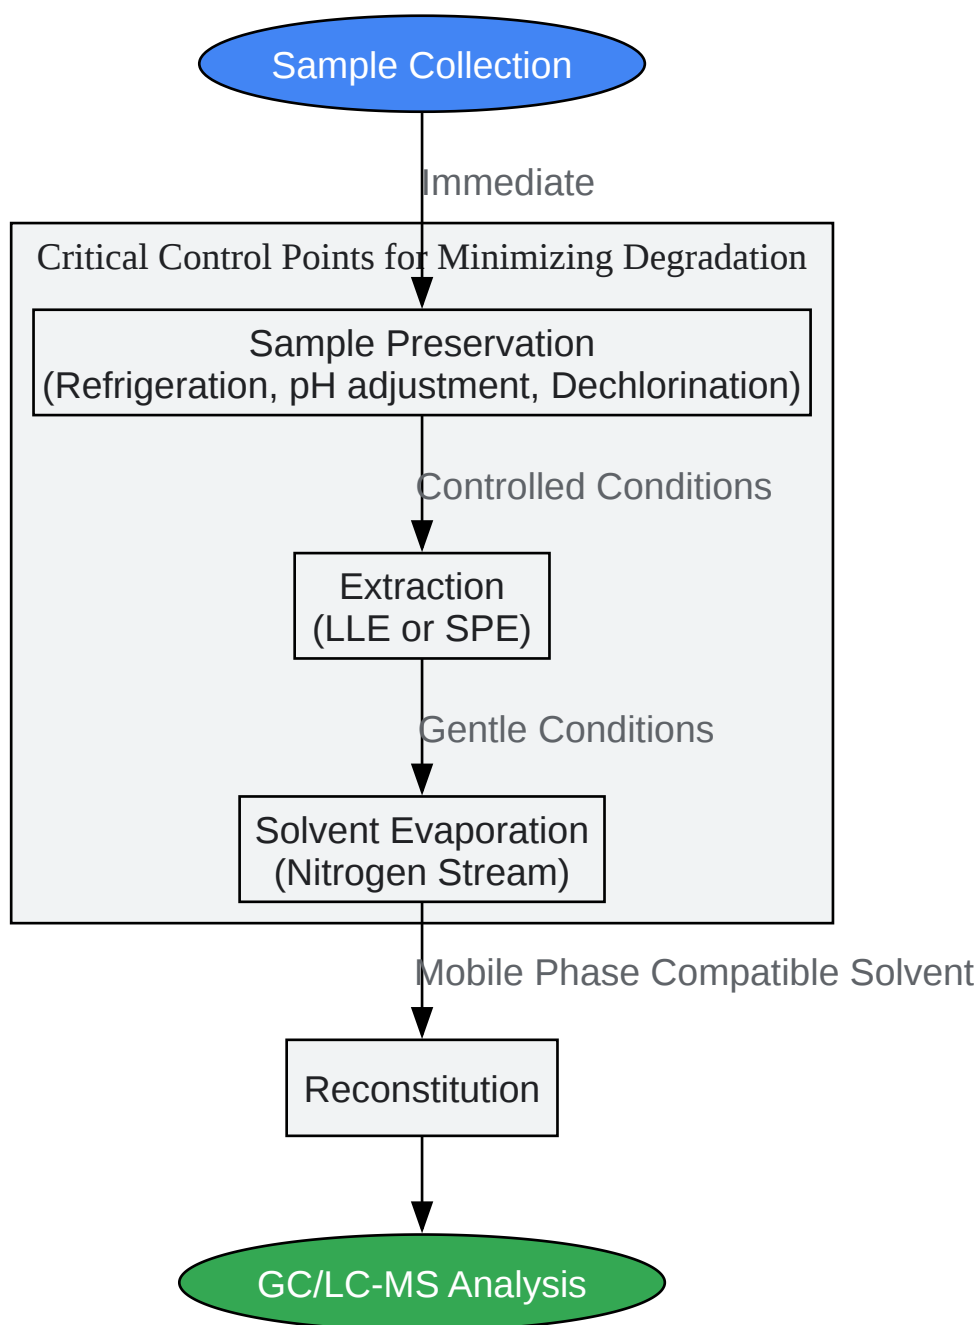 Sample Collection
Immediate
Critical Control Points for Minimizing Degradation
Sample Preservation
(Refrigeration, pH adjustment, Dechlorination)
Controlled Conditions
Extraction
(LLE or SPE)
Gentle Conditions
Solvent Evaporation
(Nitrogen Stream)
Mobile Phase Compatible Solvent
Reconstitution
GC/LC-MS Analysis